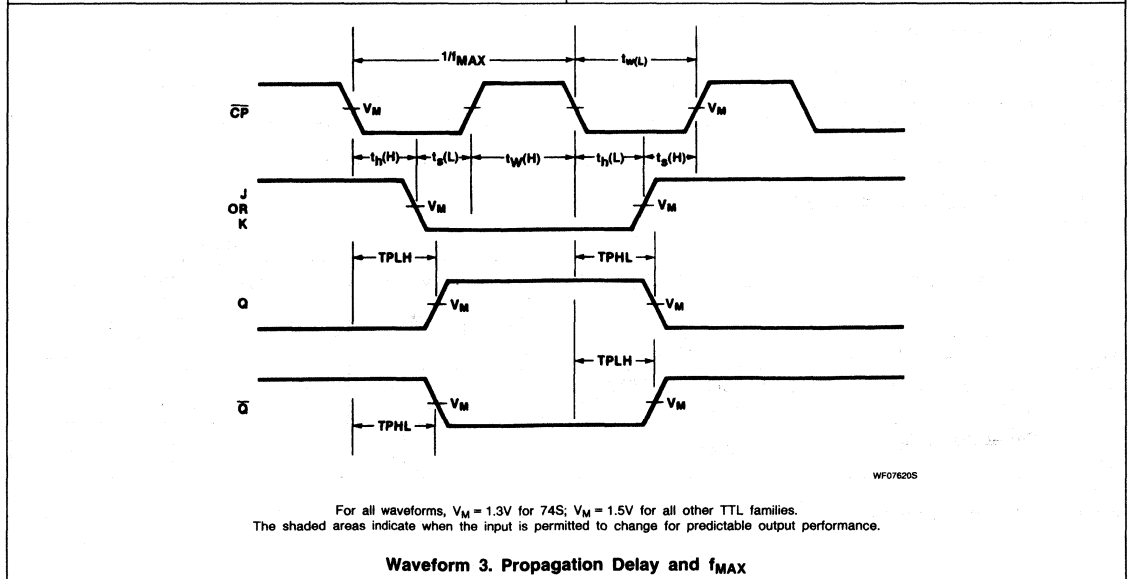 1/fMAX
tw(L)
CP
VM
VM
th(H)
ts(L)
tW(H)
th(L)
ts(H)
J
OR
K
VM
VM
TPLH
TPHL
Q
VM
VM
TPLH
Q
VM
VM
TPHL
WF07620S
For all waveforms, VM = 1.3V for 74S; VM = 1.5V for all other TTL families.
The shaded areas indicate when the input is permitted to change for predictable output performance.
Waveform 3. Propagation Delay and fMAX